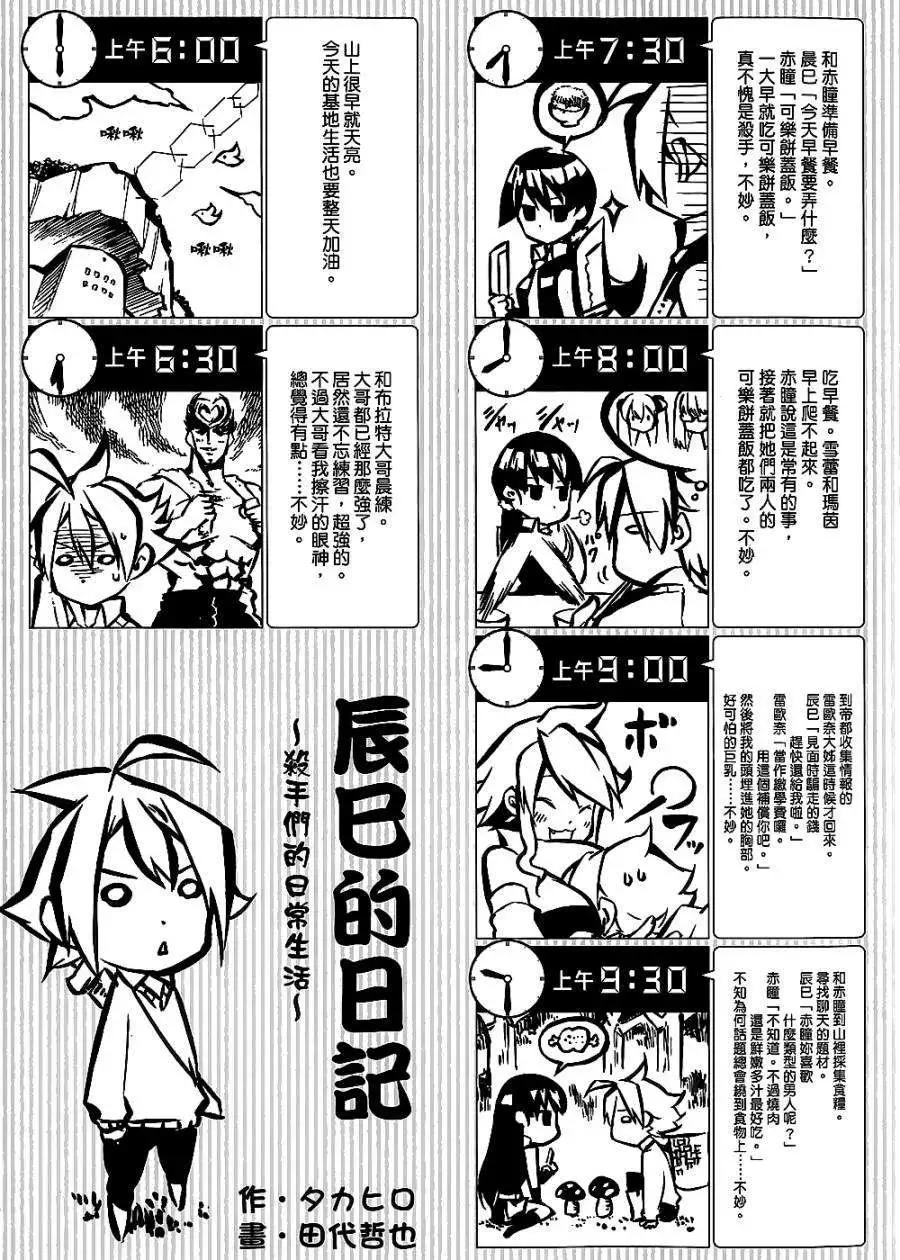 上午6:00
山上很早就天亮。
今天的基地生活也要整天加油。
啾啾
啾啾
上午6:30
和布拉特大哥晨練。
大哥都已經那麼強了，
居然還不忘練習，超強的。
不過大哥看我擦汗的眼神，
總覺得有點……不妙。
辰巳的日記
～殺手們的日常生活～
作・タカヒロ
畫・田代哲也
上午7:30
和赤瞳準備早餐。
辰巳「今天早餐要弄什麼？」
赤瞳「可樂餅蓋飯。」
一大早就吃可樂餅蓋飯，
真不愧是殺手，不妙。
上午8:00
吃早餐。雪蕾和瑪茵
早上爬不起來。
赤瞳說這是常有的事，
接著就把她們兩人的
可樂餅蓋飯都吃了。不妙。
上午9:00
到帝都收集情報的
雷歐奈大姊這時候才回來。
辰巳「見面時騙走的錢
趕快還給我啦。」
雷歐奈「當作繳學費囉。
用這個補償你吧。」
然後將我的頭埋進她的胸部。
好可怕的巨乳……不妙。
ボフッ
上午9:30
和赤瞳到山裡採集食糧。
尋找聊天的題材。
辰巳「赤瞳妳喜歡
什麼類型的男人呢？」
赤瞳「不知道。不過燒肉
還是鮮嫩多汁最好吃。」
不知為何話題總會繞到食物上……不妙